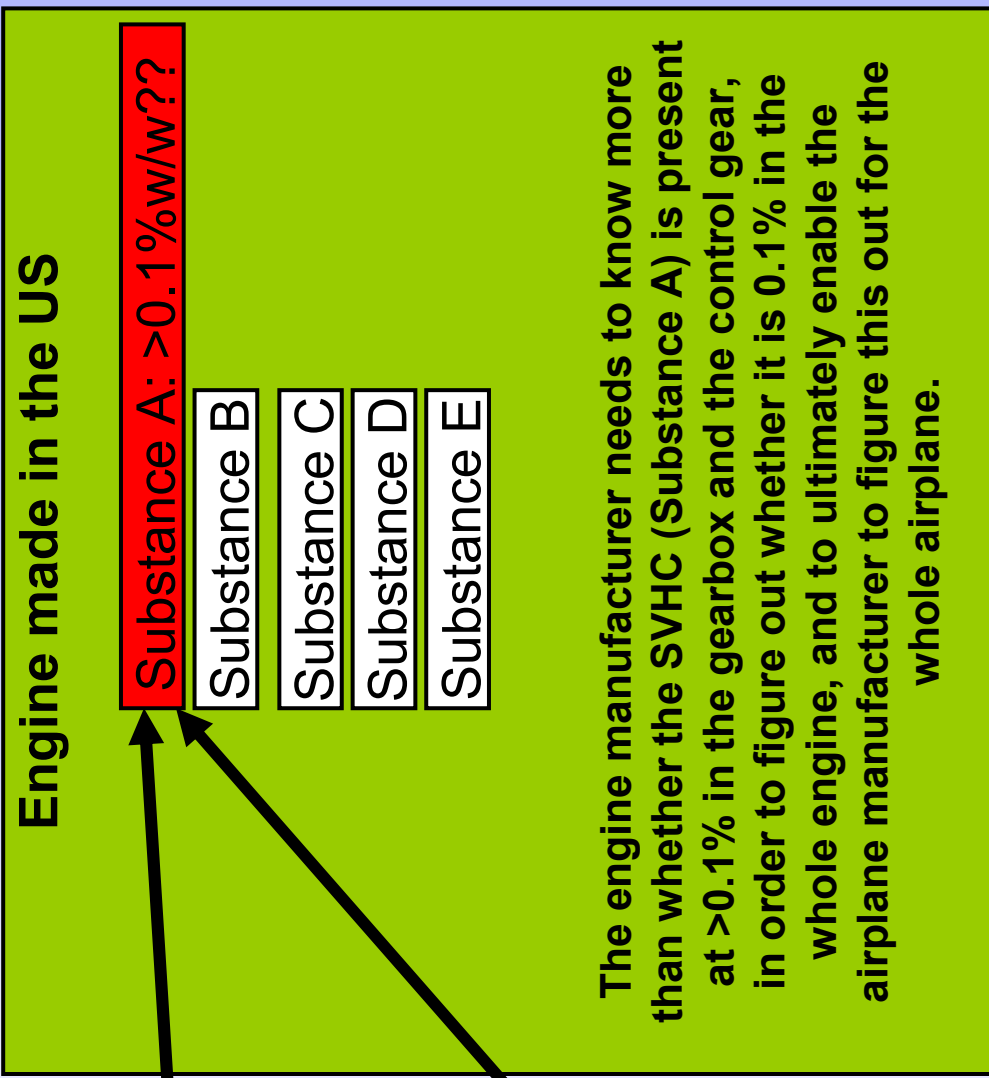 Engine made in the US
Substance A: >0.1%w/w??
Substance B
Substance C
Substance D
Substance E
The engine manufacturer needs to know more
than whether the SVHC (Substance A) is present
at >0.1% in the gearbox and the control gear,
in order to figure out whether it is 0.1% in the
whole engine, and to ultimately enable the
airplane manufacturer to figure this out for the
whole airplane.